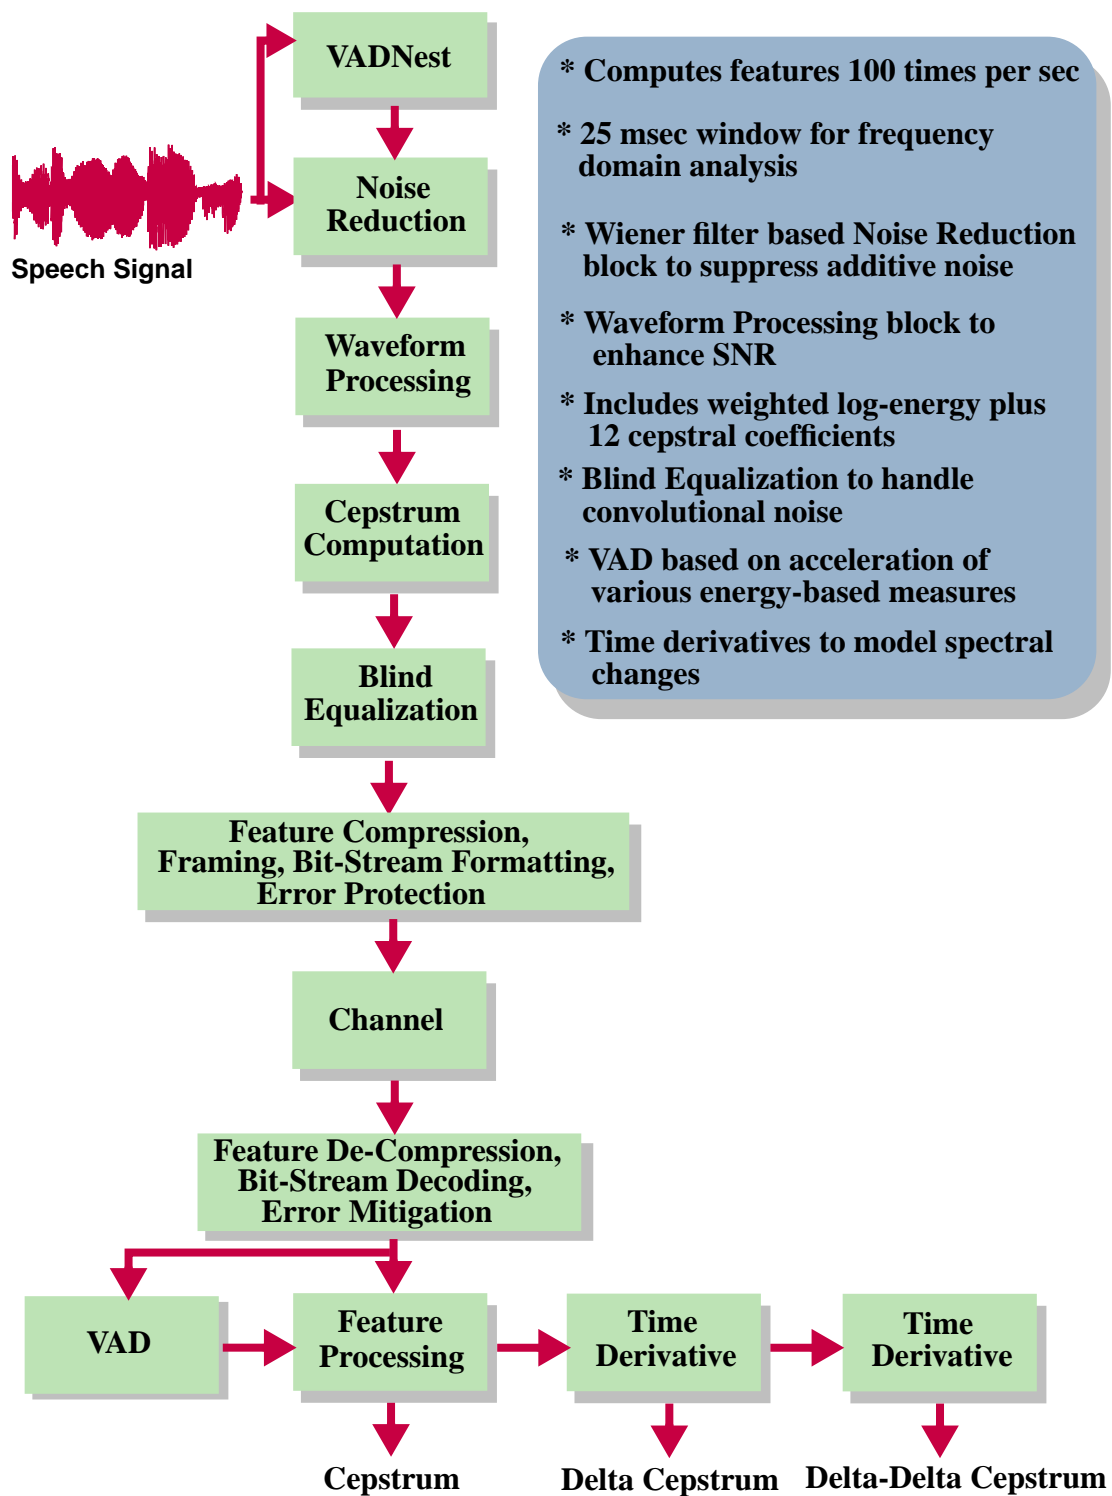 VADNest
Noise
Reduction
Speech Signal
Waveform
Processing
Cepstrum
Computation
Blind
Equalization
Feature Compression,
Framing, Bit-Stream Formatting,
Error Protection
Channel
Feature De-Compression,
Bit-Stream Decoding,
Error Mitigation
VAD
Feature
Processing
Time
Derivative
Time
Derivative
Cepstrum
Delta Cepstrum
Delta-Delta Cepstrum
* Computes features 100 times per sec
* 25 msec window for frequency
domain analysis
* Wiener filter based Noise Reduction
block to suppress additive noise
* Waveform Processing block to
enhance SNR
* Includes weighted log-energy plus
12 cepstral coefficients
* Blind Equalization to handle
convolutional noise
* VAD based on acceleration of
various energy-based measures
* Time derivatives to model spectral
changes